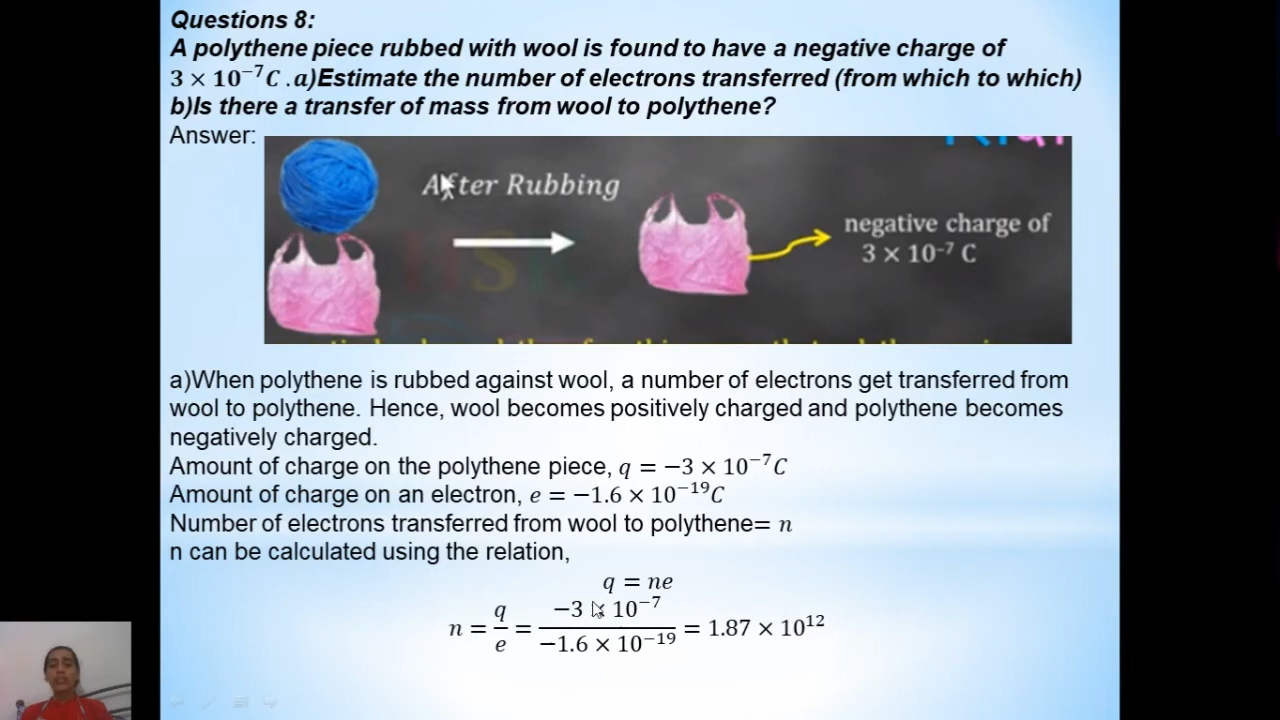 Questions 8:
A polythene piece rubbed with wool is found to have a negative charge of
3 × 10⁻⁷C .a)Estimate the number of electrons transferred (from which to which)
b)Is there a transfer of mass from wool to polythene?
Answer:
After Rubbing
negative charge of
3 × 10⁻⁷ C
a)When polythene is rubbed against wool, a number of electrons get transferred from
wool to polythene. Hence, wool becomes positively charged and polythene becomes
negatively charged.
Amount of charge on the polythene piece, q = −3 × 10⁻⁷C
Amount of charge on an electron, e = −1.6 × 10⁻¹⁹C
Number of electrons transferred from wool to polythene= n
n can be calculated using the relation,
q = ne
n = q/e = −3 × 10⁻⁷/−1.6 × 10⁻¹⁹ = 1.87 × 10¹²